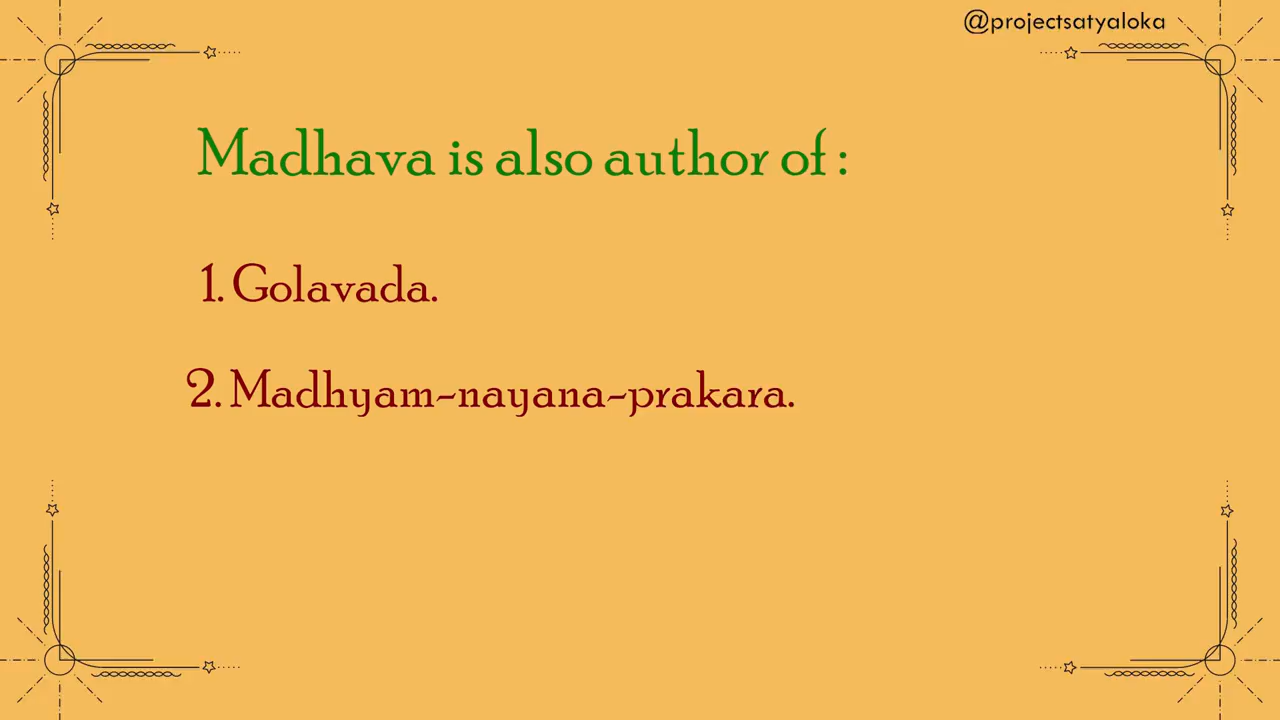 @projectsatyaloka
Madhava is also author of :
1. Golavada.
2. Madhyam-nayana-prakara.